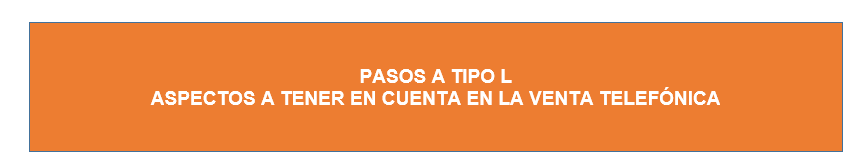 PASOS A TIPO L
ASPECTOS A TENER EN CUENTA EN LA VENTA TELEFÓNICA